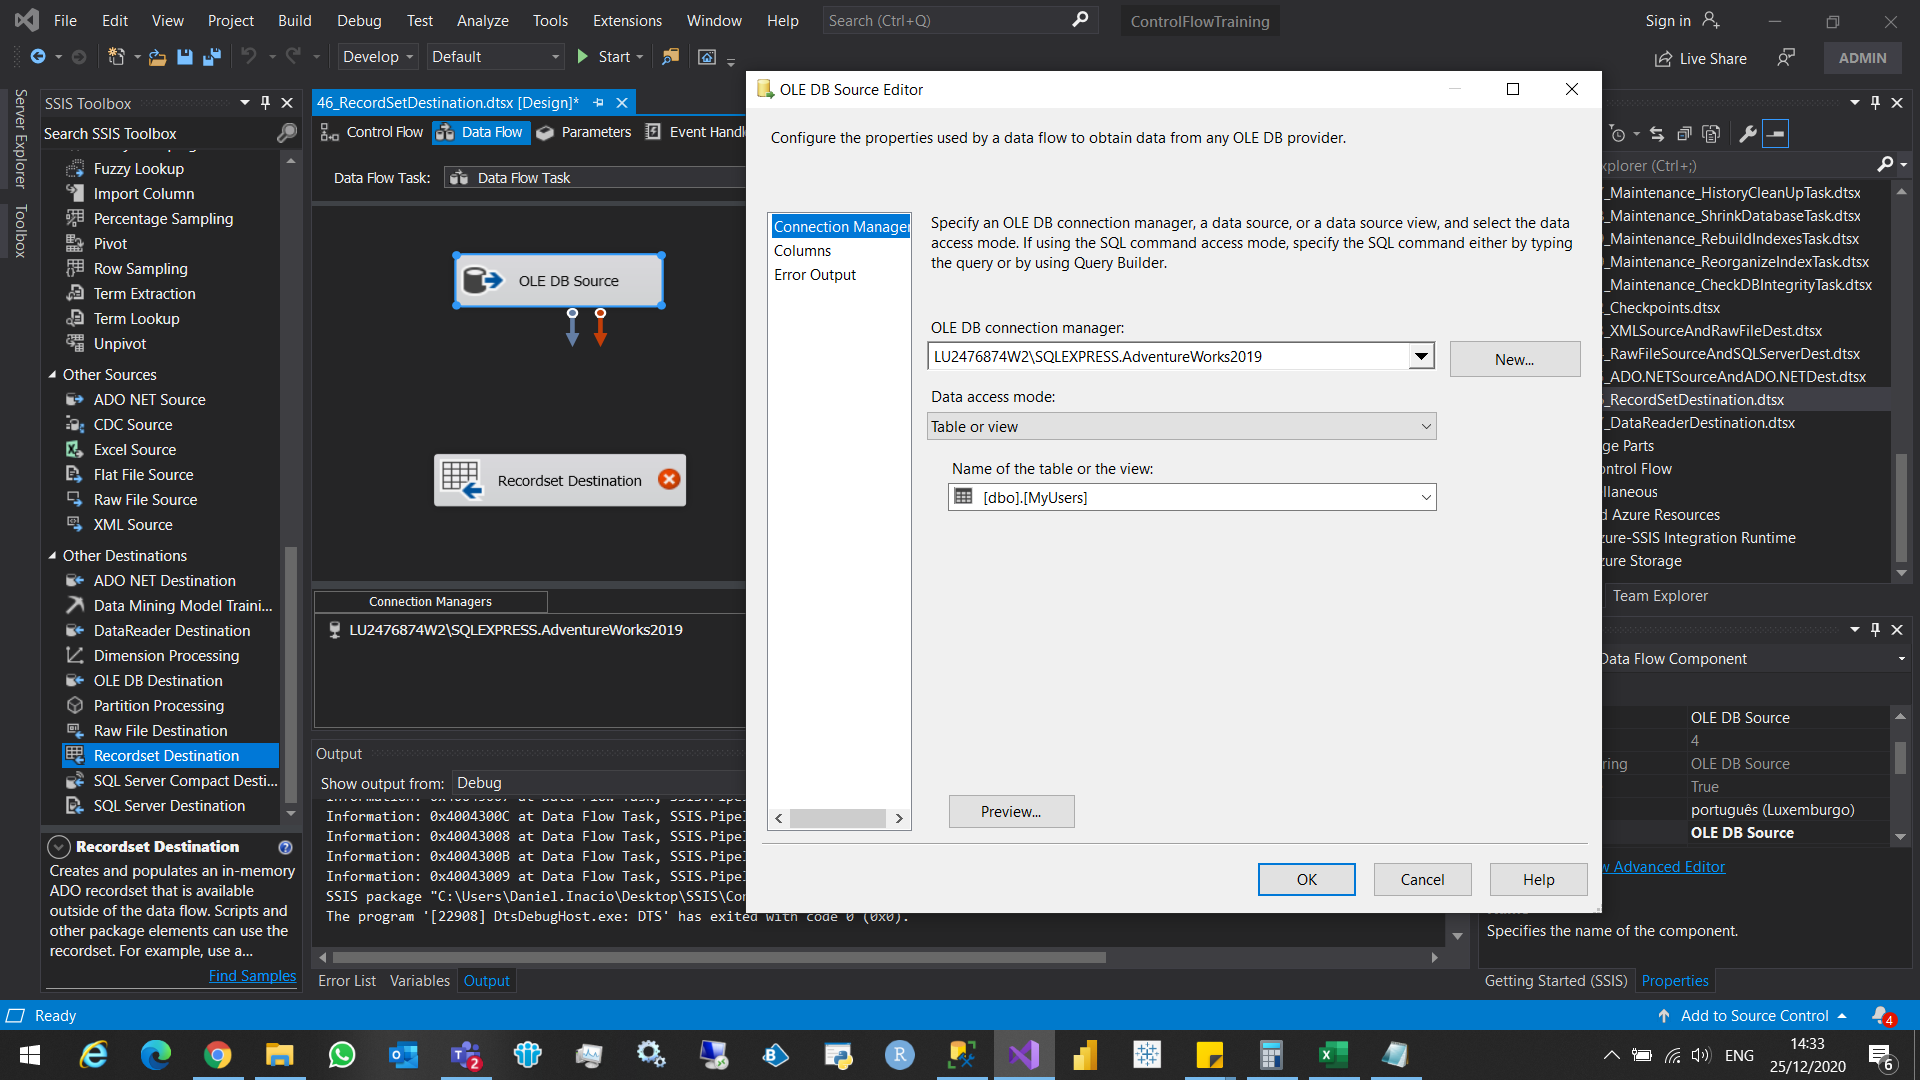 File Edit View Project Build Debug Test Analyze Tools Extensions Window Help
Search (Ctrl+Q)
ControlFlowTraining
Sign in
Develop
Default
Start
Live Share
ADMIN
Server Explorer
Toolbox
SSIS Toolbox
Search SSIS Toolbox
Fuzzy Lookup
Import Column
Percentage Sampling
Pivot
Row Sampling
Term Extraction
Term Lookup
Unpivot
Other Sources
ADO NET Source
CDC Source
Excel Source
Flat File Source
Raw File Source
XML Source
Other Destinations
ADO NET Destination
Data Mining Model Traini...
DataReader Destination
Dimension Processing
OLE DB Destination
Partition Processing
Raw File Destination
Recordset Destination
SQL Server Compact Desti...
SQL Server Destination
Recordset Destination
Creates and populates an in-memory
ADO recordset that is available
outside of the data flow. Scripts and
other package elements can use the
recordset. For example, use a...
Find Samples
46_RecordSetDestination.dtsx [Design]*
Control Flow
Data Flow
Parameters
Event Handl
Data Flow Task:
Data Flow Task
OLE DB Source
Recordset Destination
Connection Managers
LU2476874W2\SQLEXPRESS.AdventureWorks2019
Output
Show output from:
Debug
Information: 0x4004300C at Data Flow Task, SSIS.Pipel
Information: 0x40043008 at Data Flow Task, SSIS.Pipel
Information: 0x4004300B at Data Flow Task, SSIS.Pipel
Information: 0x40043009 at Data Flow Task, SSIS.Pipel
SSIS package "C:\Users\Daniel.Inacio\Desktop\SSIS\Con
The program '[22908] DtsDebugHost.exe: DTS' has exited with code 0 (0x0).
Error List
Variables
Output
OLE DB Source Editor
Configure the properties used by a data flow to obtain data from any OLE DB provider.
Connection Manager
Columns
Error Output
Specify an OLE DB connection manager, a data source, or a data source view, and select the data
access mode. If using the SQL command access mode, specify the SQL command either by typing
the query or by using Query Builder.
OLE DB connection manager:
LU2476874W2\SQLEXPRESS.AdventureWorks2019
New...
Data access mode:
Table or view
Name of the table or the view:
[dbo].[MyUsers]
Preview...
OK
Cancel
Help
xplorer (Ctrl+;)
_Maintenance_HistoryCleanUpTask.dtsx
_Maintenance_ShrinkDatabaseTask.dtsx
_Maintenance_RebuildIndexesTask.dtsx
_Maintenance_ReorganizeIndexTask.dtsx
_Maintenance_CheckDBIntegrityTask.dtsx
_Checkpoints.dtsx
_XMLSourceAndRawFileDest.dtsx
_RawFileSourceAndSQLServerDest.dtsx
_ADO.NETSourceAndADO.NETDest.dtsx
_RecordSetDestination.dtsx
_DataReaderDestination.dtsx
ge Parts
ontrol Flow
llaneous
d Azure Resources
zure-SSIS Integration Runtime
zure Storage
Team Explorer
Data Flow Component
OLE DB Source
4
ring
OLE DB Source
True
português (Luxemburgo)
OLE DB Source
w Advanced Editor
Specifies the name of the component.
Getting Started (SSIS)
Properties
Ready
Add to Source Control
4
2
ENG
14:33
25/12/2020
6